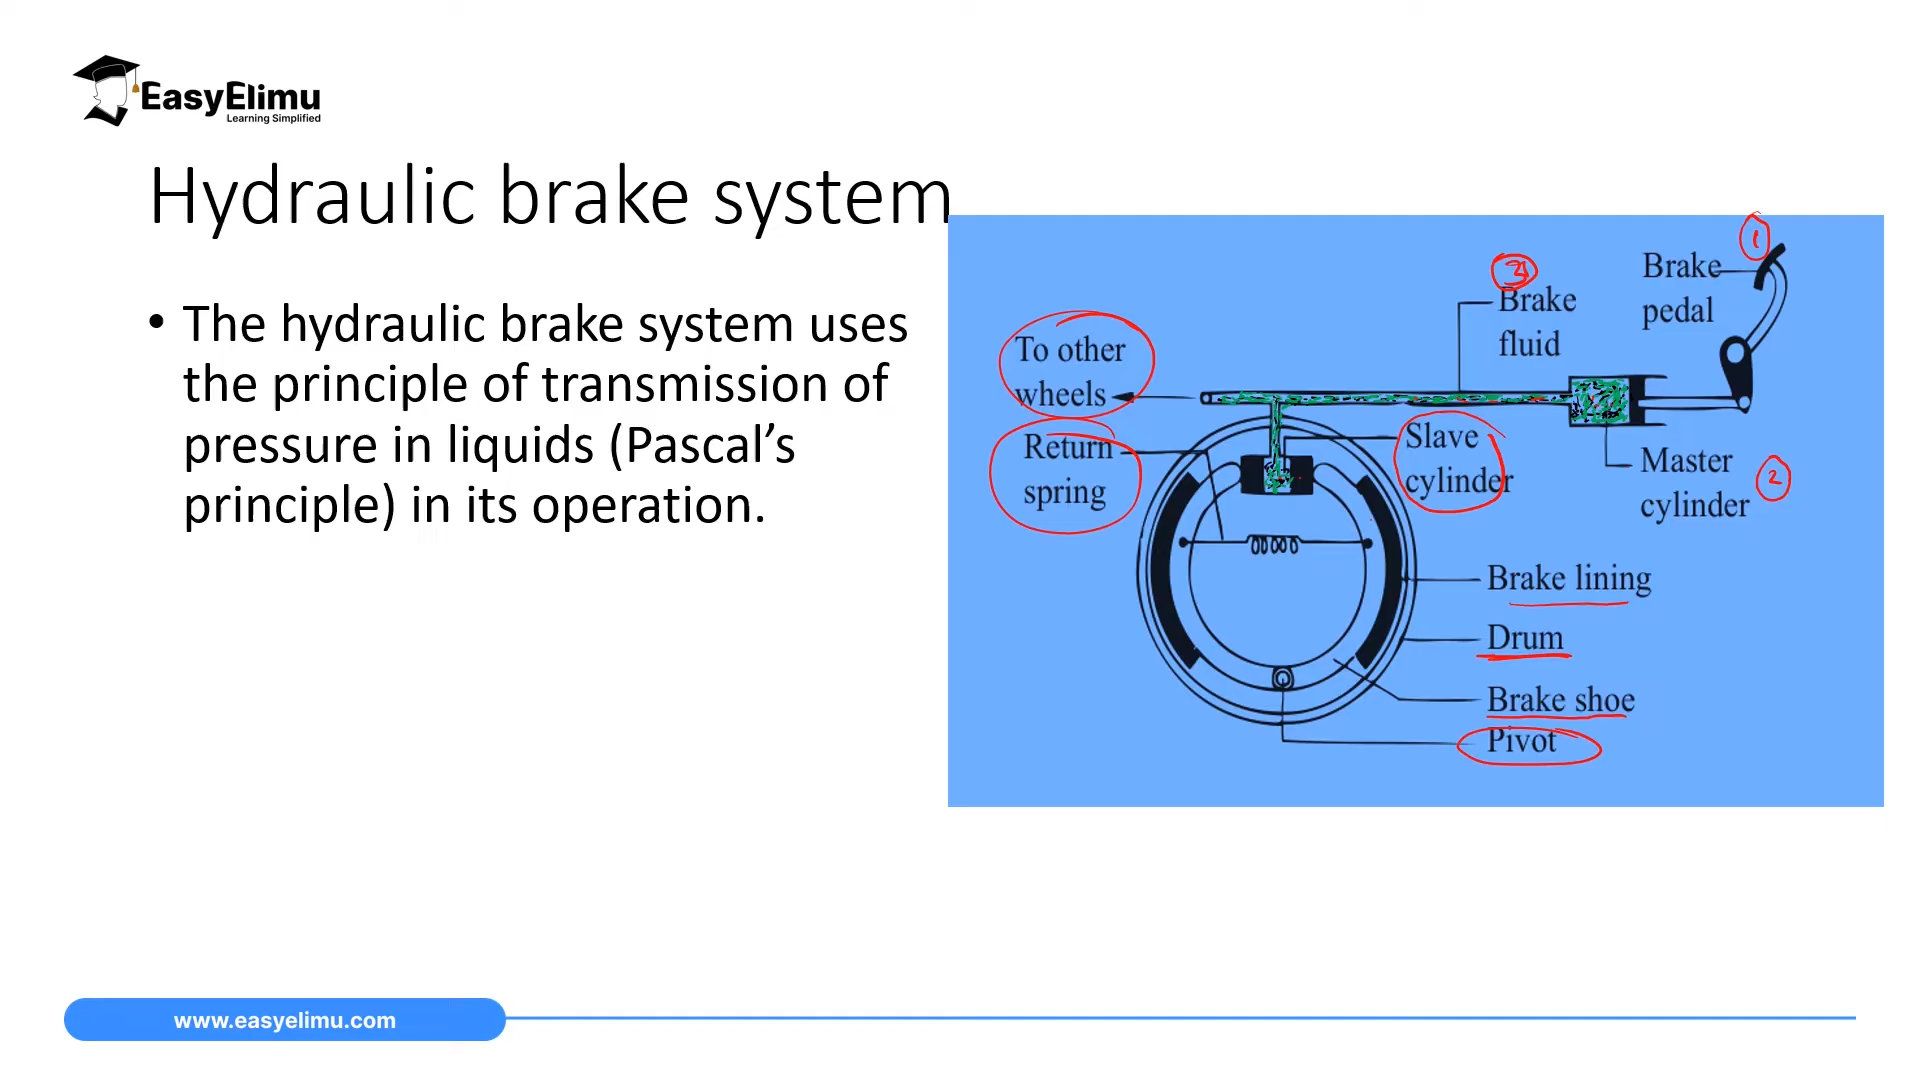 EasyElimu
Learning Simplified
Hydraulic brake system
• The hydraulic brake system uses
the principle of transmission of
pressure in liquids (Pascal’s
principle) in its operation.
1
Brake
pedal
3
Brake
fluid
To other
wheels
Return
spring
Slave
cylinder
Master
cylinder
2
Brake lining
Drum
Brake shoe
Pivot
www.easyelimu.com